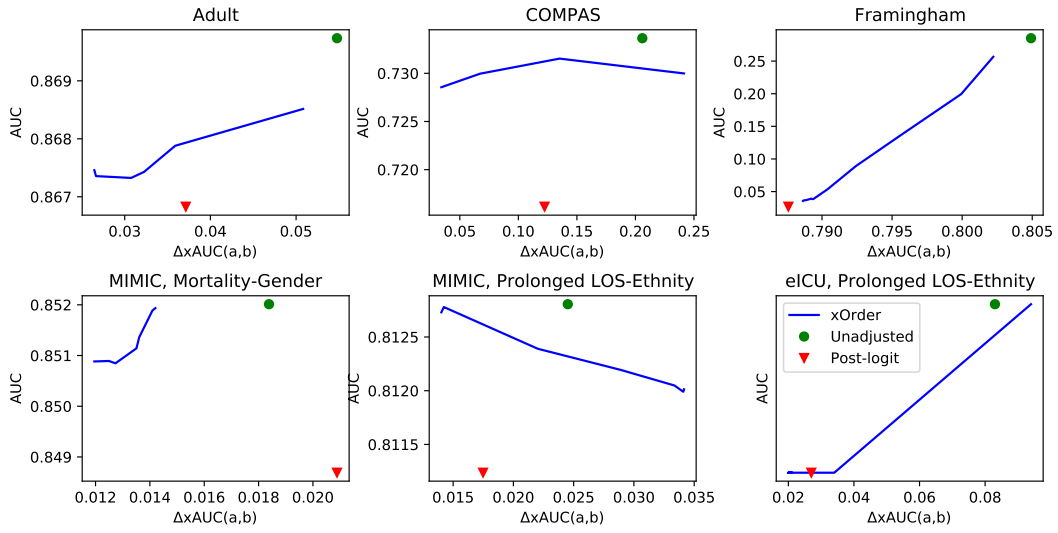 Adult
0.869
0.868
0.867
AUC
0.03 0.04 0.05
ΔxAUC(a,b)
COMPAS
0.730
0.725
0.720
AUC
0.05 0.10 0.15 0.20 0.25
ΔxAUC(a,b)
Framingham
0.25
0.20
0.15
0.10
0.05
AUC
0.790 0.795 0.800 0.805
ΔxAUC(a,b)
MIMIC, Mortality-Gender
0.852
0.851
0.850
0.849
AUC
0.012 0.014 0.016 0.018 0.020
ΔxAUC(a,b)
MIMIC, Prolonged LOS-Ethnity
0.8125
0.8120
0.8115
AUC
0.015 0.020 0.025 0.030 0.035
ΔxAUC(a,b)
eICU, Prolonged LOS-Ethnity
xOrder
Unadjusted
Post-logit
AUC
0.02 0.04 0.06 0.08
ΔxAUC(a,b)